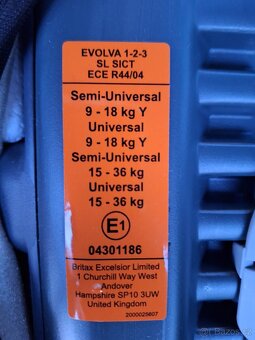 EVOLVA 1-2-3
SL SICT
ECE R44/04
Semi-Universal
9 - 18 kg Y
Universal
9 - 18 kg Y
Semi-Universal
15 - 36 kg
Universal
15 - 36 kg
E1
04301186
Britax Excelsior Limited
1 Churchill Way West
Andover
Hampshire SP10 3UW
United Kingdom
2000025607